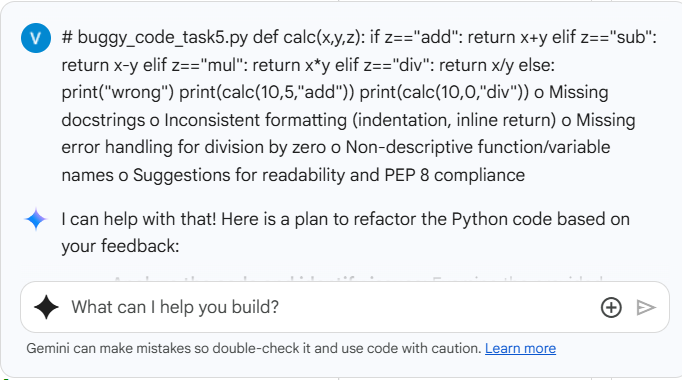 V
# buggy_code_task5.py def calc(x,y,z): if z=="add": return x+y elif z=="sub":
return x-y elif z=="mul": return x*y elif z=="div": return x/y else:
print("wrong") print(calc(10,5,"add")) print(calc(10,0,"div")) o Missing
docstrings o Inconsistent formatting (indentation, inline return) o Missing
error handling for division by zero o Non-descriptive function/variable
names o Suggestions for readability and PEP 8 compliance
I can help with that! Here is a plan to refactor the Python code based on
your feedback:
What can I help you build?
Gemini can make mistakes so double-check it and use code with caution. Learn more